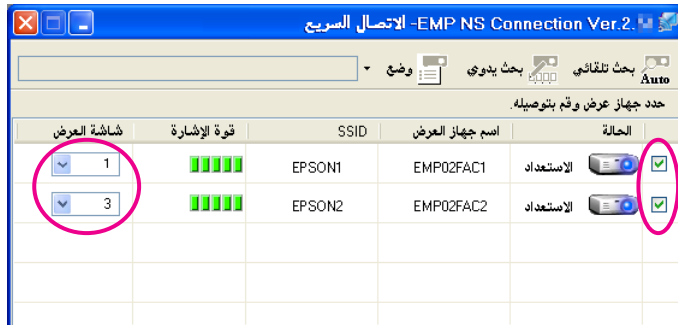 EMP NS Connection Ver.2.- الاتصال السريع
Auto بحث تلقائي بحث يدوي وضع
حدد جهاز عرض وقم بتوصيله.
الحالة اسم جهاز العرض SSID قوة الإشارة شاشة العرض
الاستعداد EMP02FAC1 EPSON1 1
الاستعداد EMP02FAC2 EPSON2 3